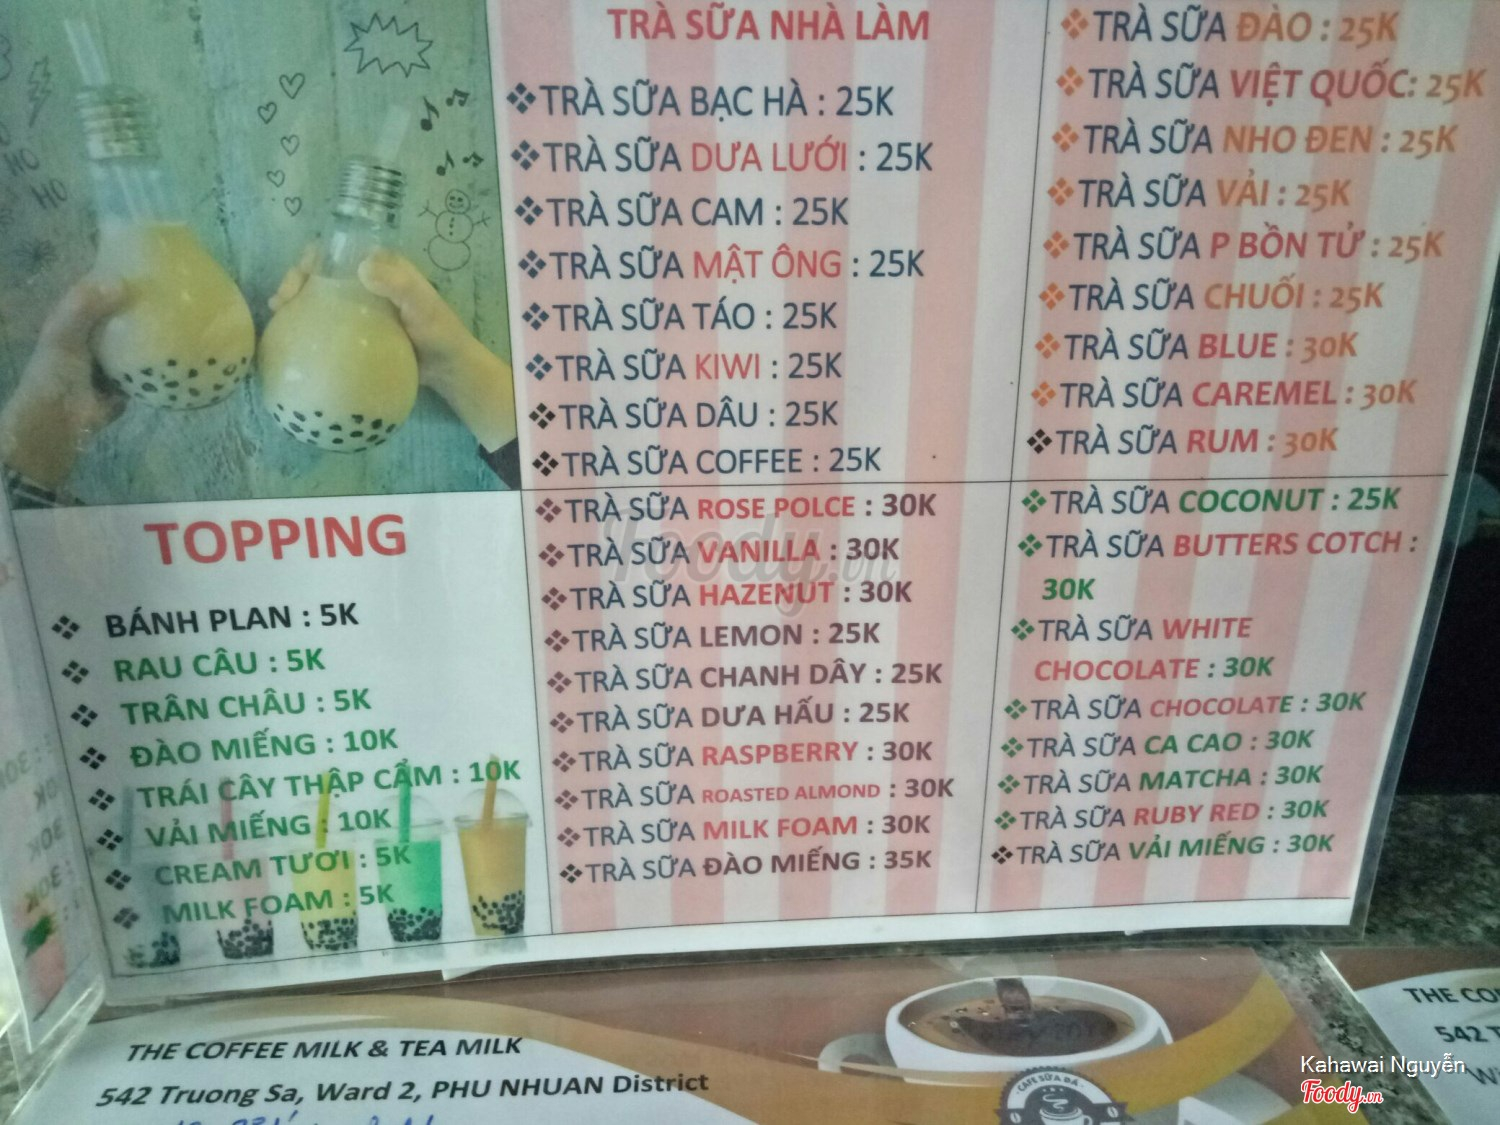 TRÀ SỮA NHÀ LÀM
TRÀ SỮA BẠC HÀ : 25K
TRÀ SỮA DƯA LƯỚI : 25K
TRÀ SỮA CAM : 25K
TRÀ SỮA MẬT ÔNG : 25K
TRÀ SỮA TÁO : 25K
TRÀ SỮA KIWI : 25K
TRÀ SỮA DÂU : 25K
TRÀ SỮA COFFEE : 25K
TRÀ SỮA ĐÀO : 25K
TRÀ SỮA VIỆT QUỐC: 25K
TRÀ SỮA NHO ĐEN : 25K
TRÀ SỮA VẢI : 25K
TRÀ SỮA P BỒN TỬ : 25K
TRÀ SỮA CHUỐI : 25K
TRÀ SỮA BLUE : 30K
TRÀ SỮA CAREMEL : 30K
TRÀ SỮA RUM : 30K
TOPPING
BÁNH PLAN : 5K
RAU CÂU : 5K
TRÂN CHÂU : 5K
ĐÀO MIẾNG : 10K
TRÁI CÂY THẬP CẨM : 10K
VẢI MIẾNG : 10K
CREAM TƯƠI : 5K
MILK FOAM : 5K
TRÀ SỮA ROSE POLCE : 30K
TRÀ SỮA VANILLA : 30K
TRÀ SỮA HAZENUT : 30K
TRÀ SỮA LEMON : 25K
TRÀ SỮA CHANH DÂY : 25K
TRÀ SỮA DƯA HẤU : 25K
TRÀ SỮA RASPBERRY : 30K
TRÀ SỮA ROASTED ALMOND : 30K
TRÀ SỮA MILK FOAM : 30K
TRÀ SỮA ĐÀO MIẾNG : 35K
TRÀ SỮA COCONUT : 25K
TRÀ SỮA BUTTERS COTCH :
30K
TRÀ SỮA WHITE
CHOCOLATE : 30K
TRÀ SỮA CHOCOLATE : 30K
TRÀ SỮA CA CAO : 30K
TRÀ SỮA MATCHA : 30K
TRÀ SỮA RUBY RED : 30K
TRÀ SỮA VẢI MIẾNG : 30K
Foody.vn
HO
HO
THE COFFEE MILK & TEA MILK
542 Truong Sa, Ward 2, PHU NHUAN District
CAFE SỮA ĐÁ
THE CO
542 T
W
Kahawai Nguyễn
Foody.vn